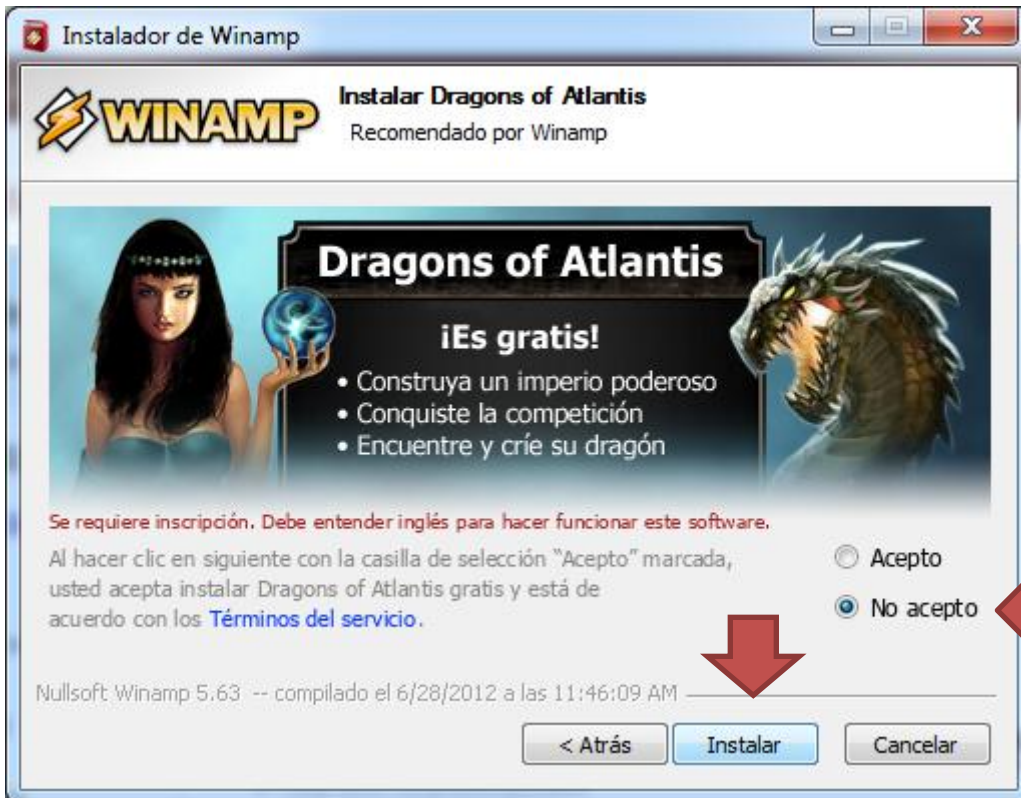 Instalador de Winamp
WINAMP
Instalar Dragons of Atlantis
Recomendado por Winamp
Dragons of Atlantis
¡Es gratis!
• Construya un imperio poderoso
• Conquiste la competición
• Encuentre y críe su dragón
Se requiere inscripción. Debe entender inglés para hacer funcionar este software.
Al hacer clic en siguiente con la casilla de selección "Acepto" marcada,
usted acepta instalar Dragons of Atlantis gratis y está de
acuerdo con los Términos del servicio.
Acepto
No acepto
Nullsoft Winamp 5.63 -- compilado el 6/28/2012 a las 11:46:09 AM
< Atrás
Instalar
Cancelar